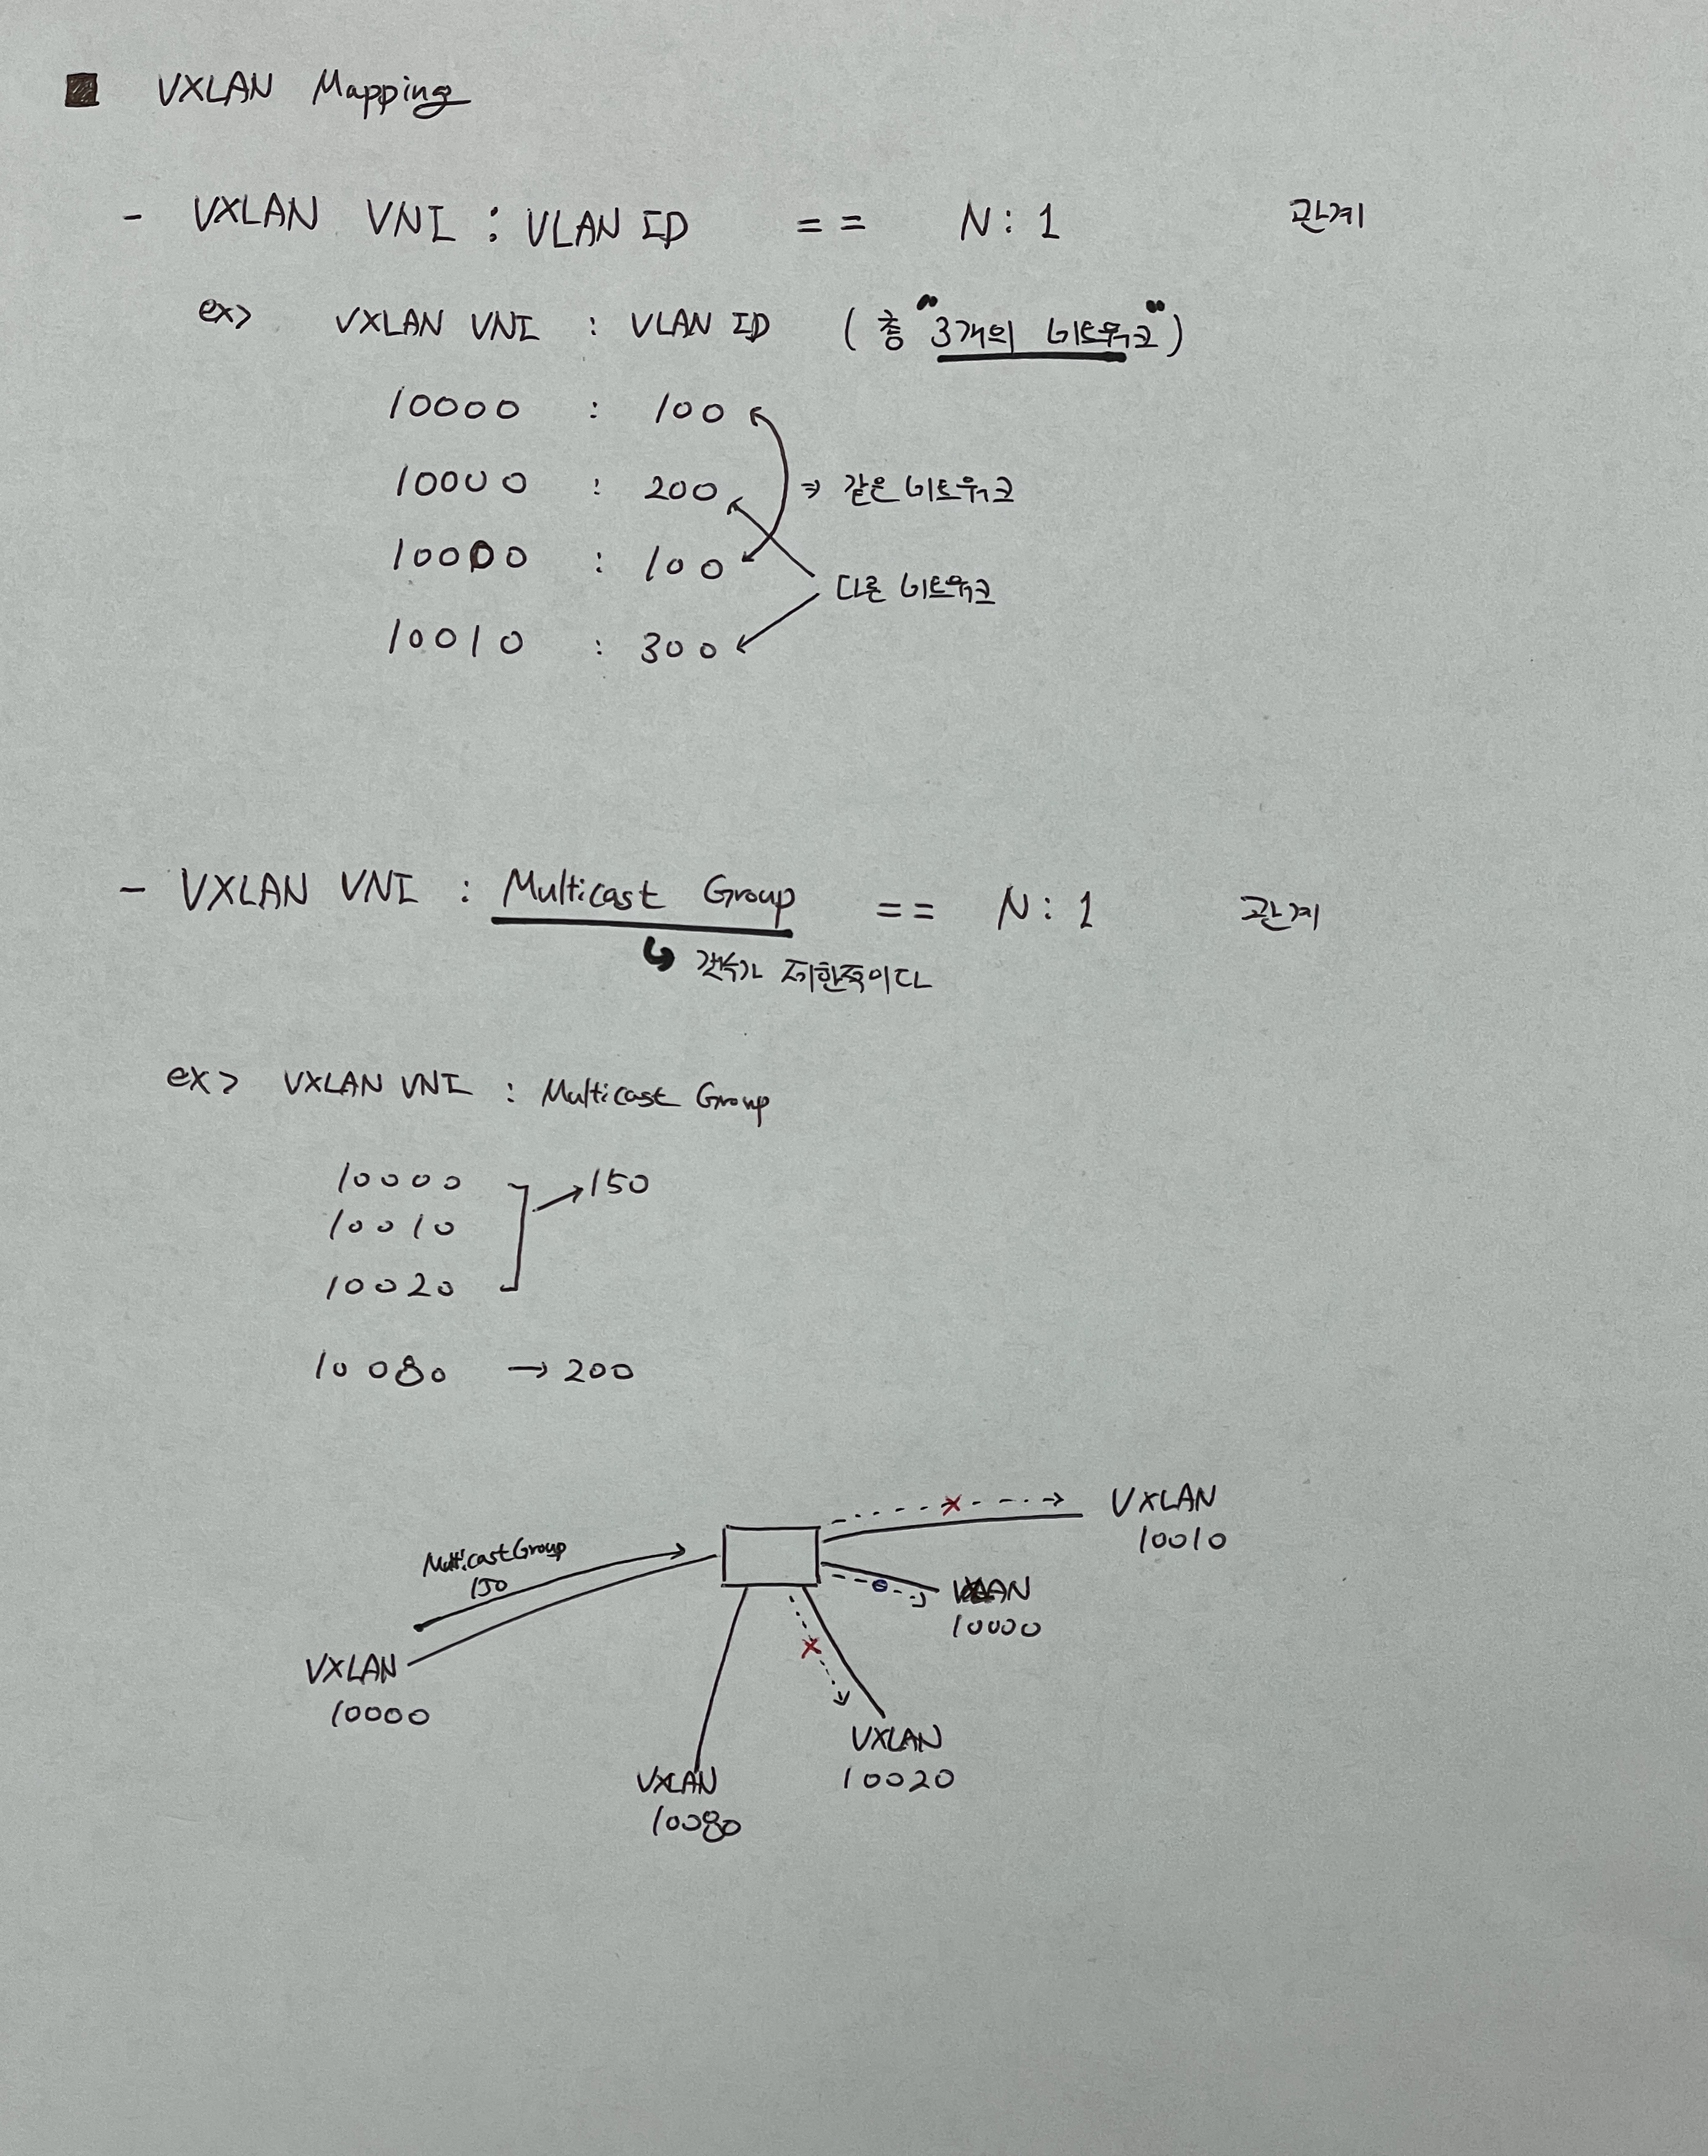 ■ VXLAN Mapping
- VXLAN VNI : VLAN ID == N : 1 관계
ex> VXLAN VNI : VLAN ID ( 총 "3개의 네트워크" )
10000 : 100
10000 : 200 ⇒ 같은 네트워크
10000 : 100
다른 네트워크
10010 : 300
- VXLAN VNI : Multicast Group == N : 1 관계
↳ 갯수가 제한적이다
ex> VXLAN VNI : Multicast Group
10000 → 150
10010
10020
10080 → 200
VXLAN
10010
Multicast Group
150
VXLAN
10000
VXLAN
10000
VXLAN
10020
VXLAN
10080